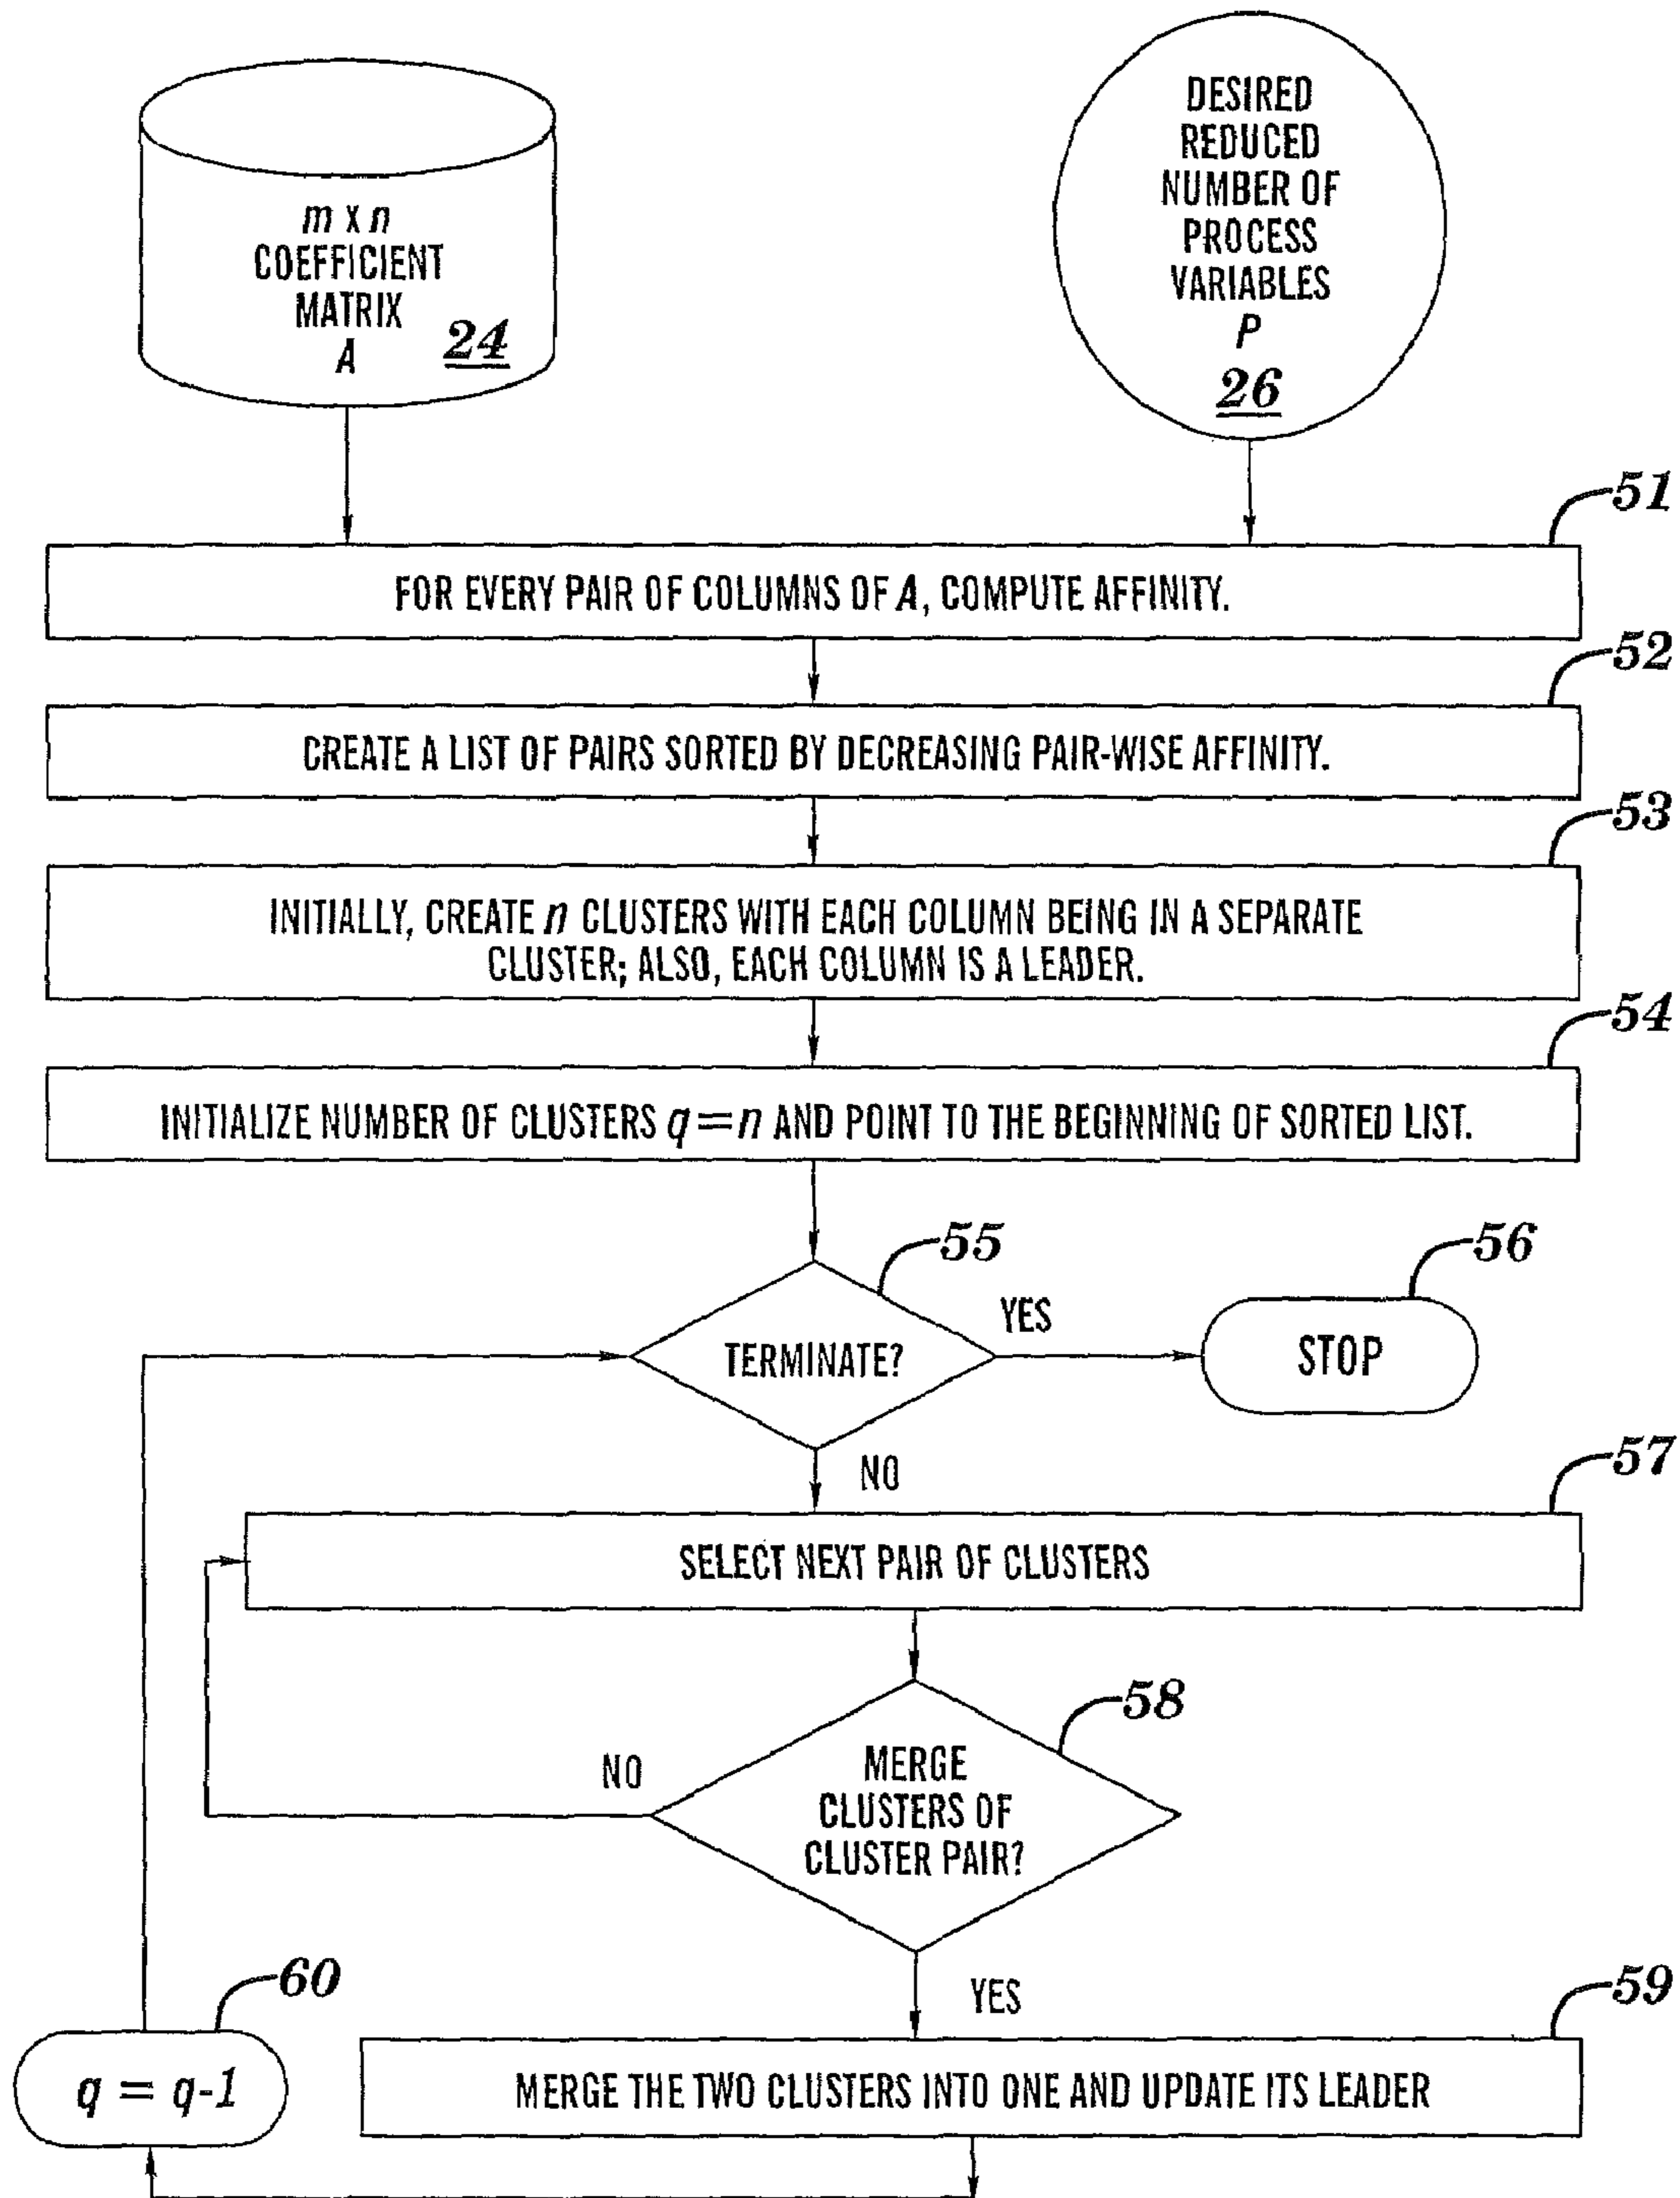 m x n
COEFFICIENT
MATRIX
A
24
DESIRED
REDUCED
NUMBER OF
PROCESS
VARIABLES
P
26
51
FOR EVERY PAIR OF COLUMNS OF A, COMPUTE AFFINITY.
52
CREATE A LIST OF PAIRS SORTED BY DECREASING PAIR-WISE AFFINITY.
53
INITIALLY, CREATE n CLUSTERS WITH EACH COLUMN BEING IN A SEPARATE
CLUSTER; ALSO, EACH COLUMN IS A LEADER.
54
INITIALIZE NUMBER OF CLUSTERS q=n AND POINT TO THE BEGINNING OF SORTED LIST.
55
TERMINATE?
YES
56
STOP
NO
57
SELECT NEXT PAIR OF CLUSTERS
58
MERGE
CLUSTERS OF
CLUSTER PAIR?
NO
YES
59
MERGE THE TWO CLUSTERS INTO ONE AND UPDATE ITS LEADER
60
q = q-1